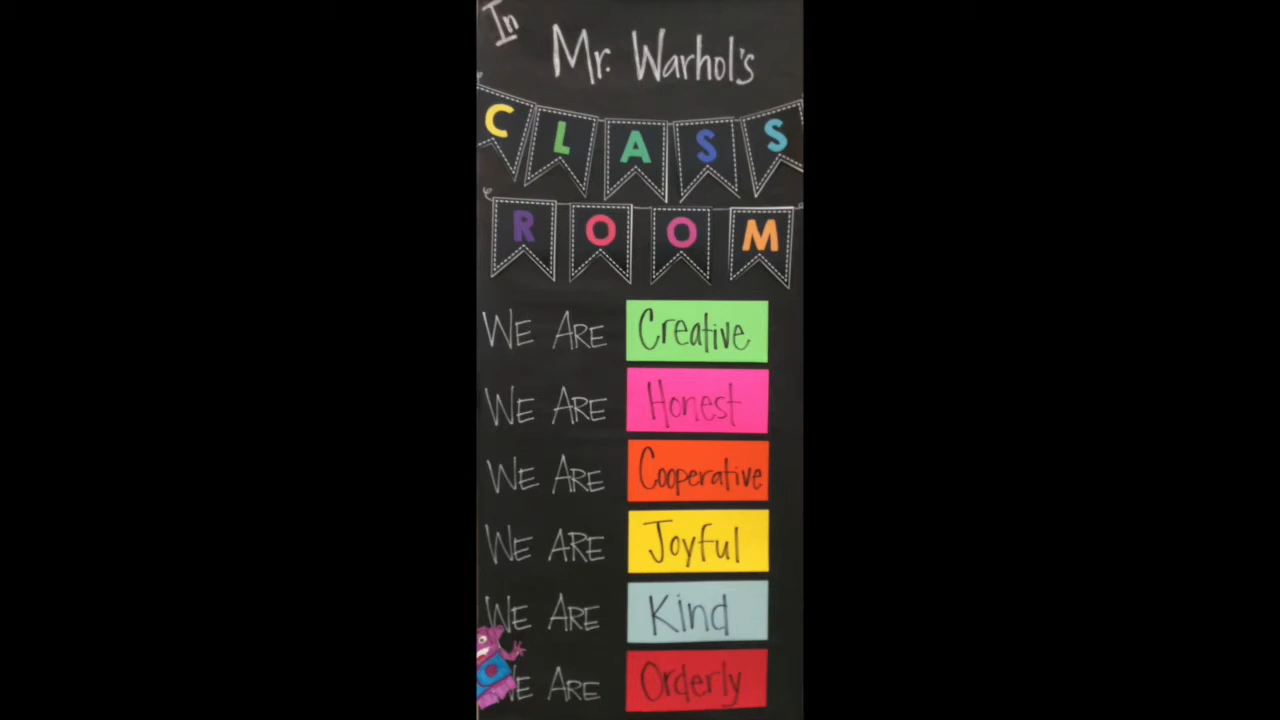 In
Mr. Warhol's
CLASS
ROOM
WE ARE Creative
WE ARE Honest
WE ARE Cooperative
WE ARE Joyful
WE ARE Kind
WE ARE Orderly